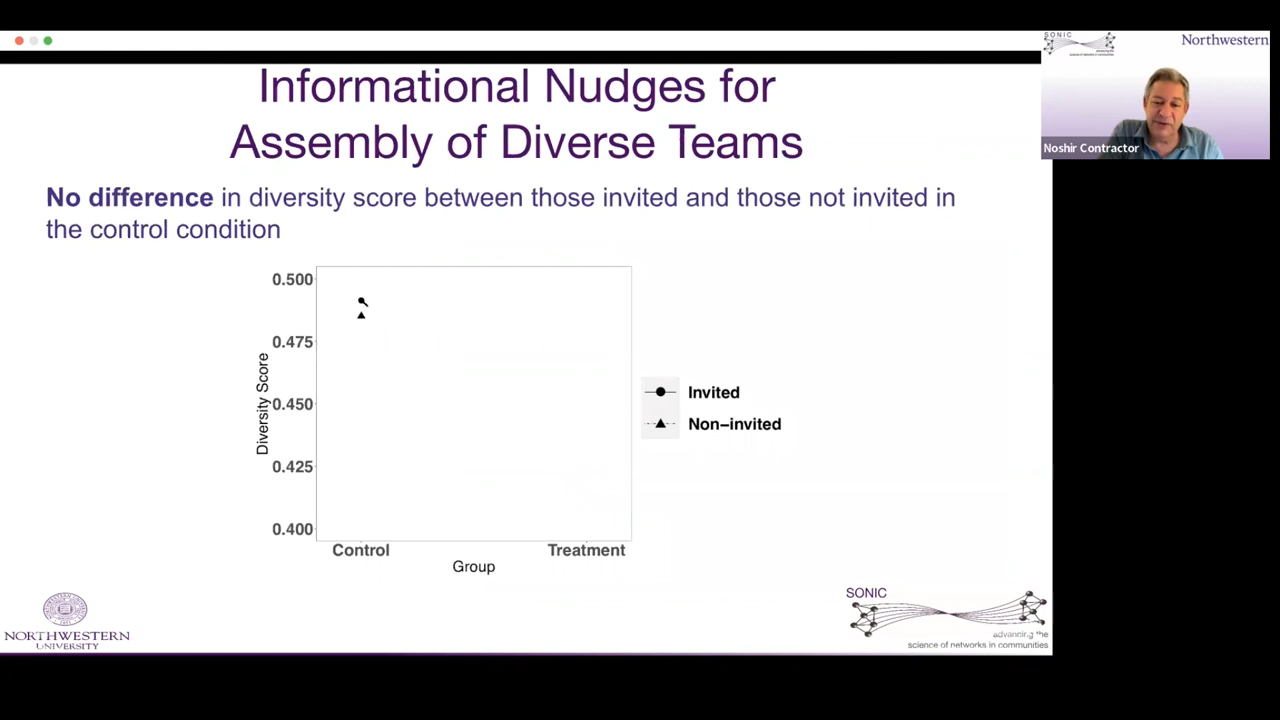 SONIC
Northwestern
Noshir Contractor
Informational Nudges for
Assembly of Diverse Teams
No difference in diversity score between those invited and those not invited in
the control condition
0.500
0.475
0.450
0.425
0.400
Diversity Score
Control
Treatment
Group
Invited
Non-invited
NORTHWESTERN
UNIVERSITY
SONIC
advancing the
science of networks in communities